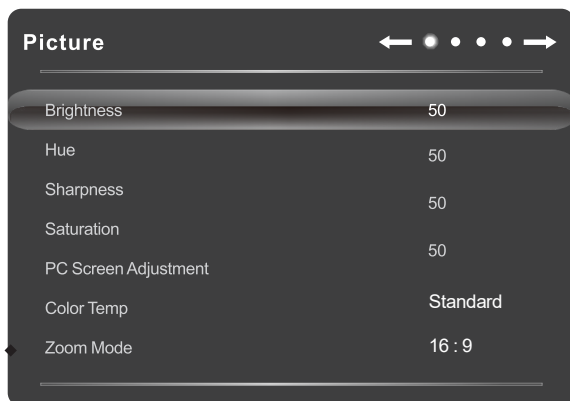 Picture
Brightness 50
Hue 50
Sharpness 50
Saturation 50
PC Screen Adjustment
Color Temp Standard
Zoom Mode 16 : 9